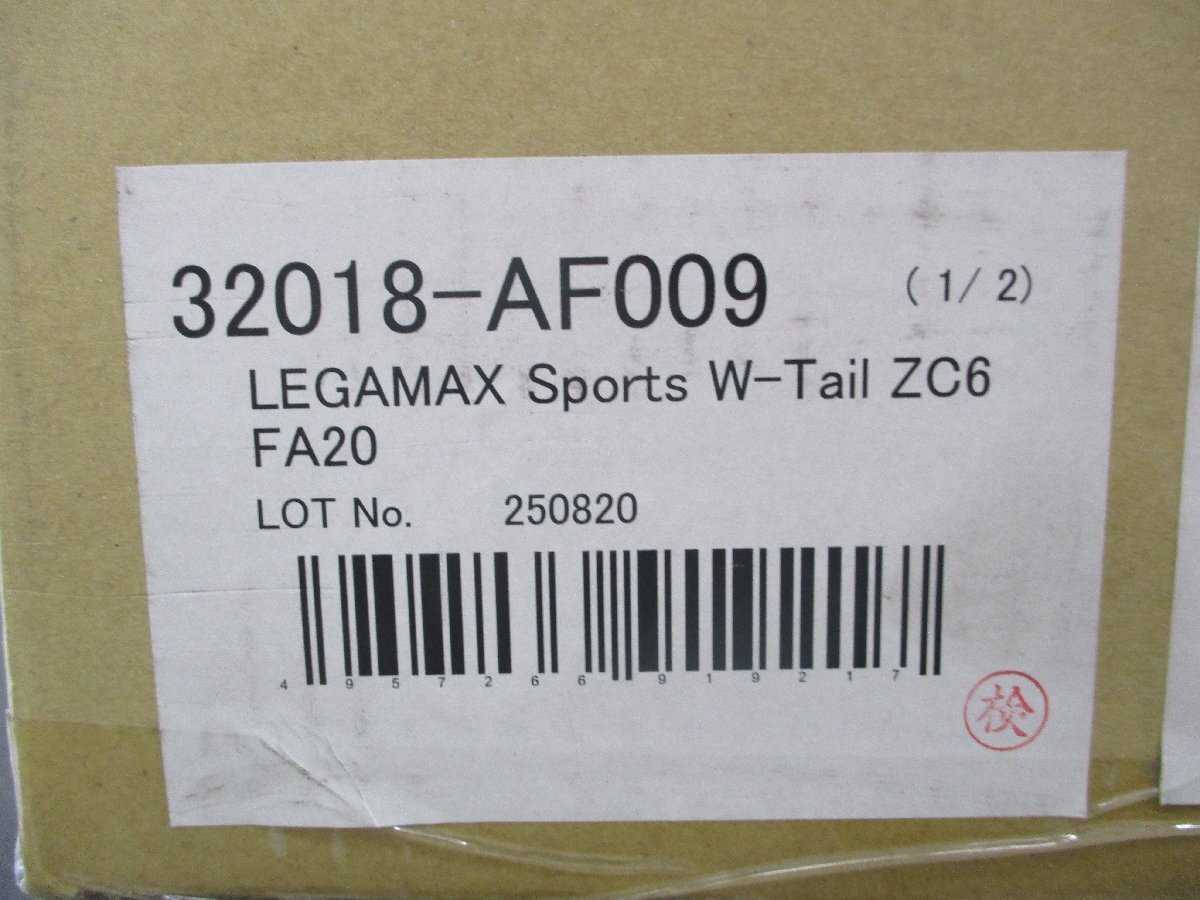 32018-AF009 (1/2)
LEGAMAX Sports W-Tail ZC6
FA20
LOT No. 250820
4957266919217
検